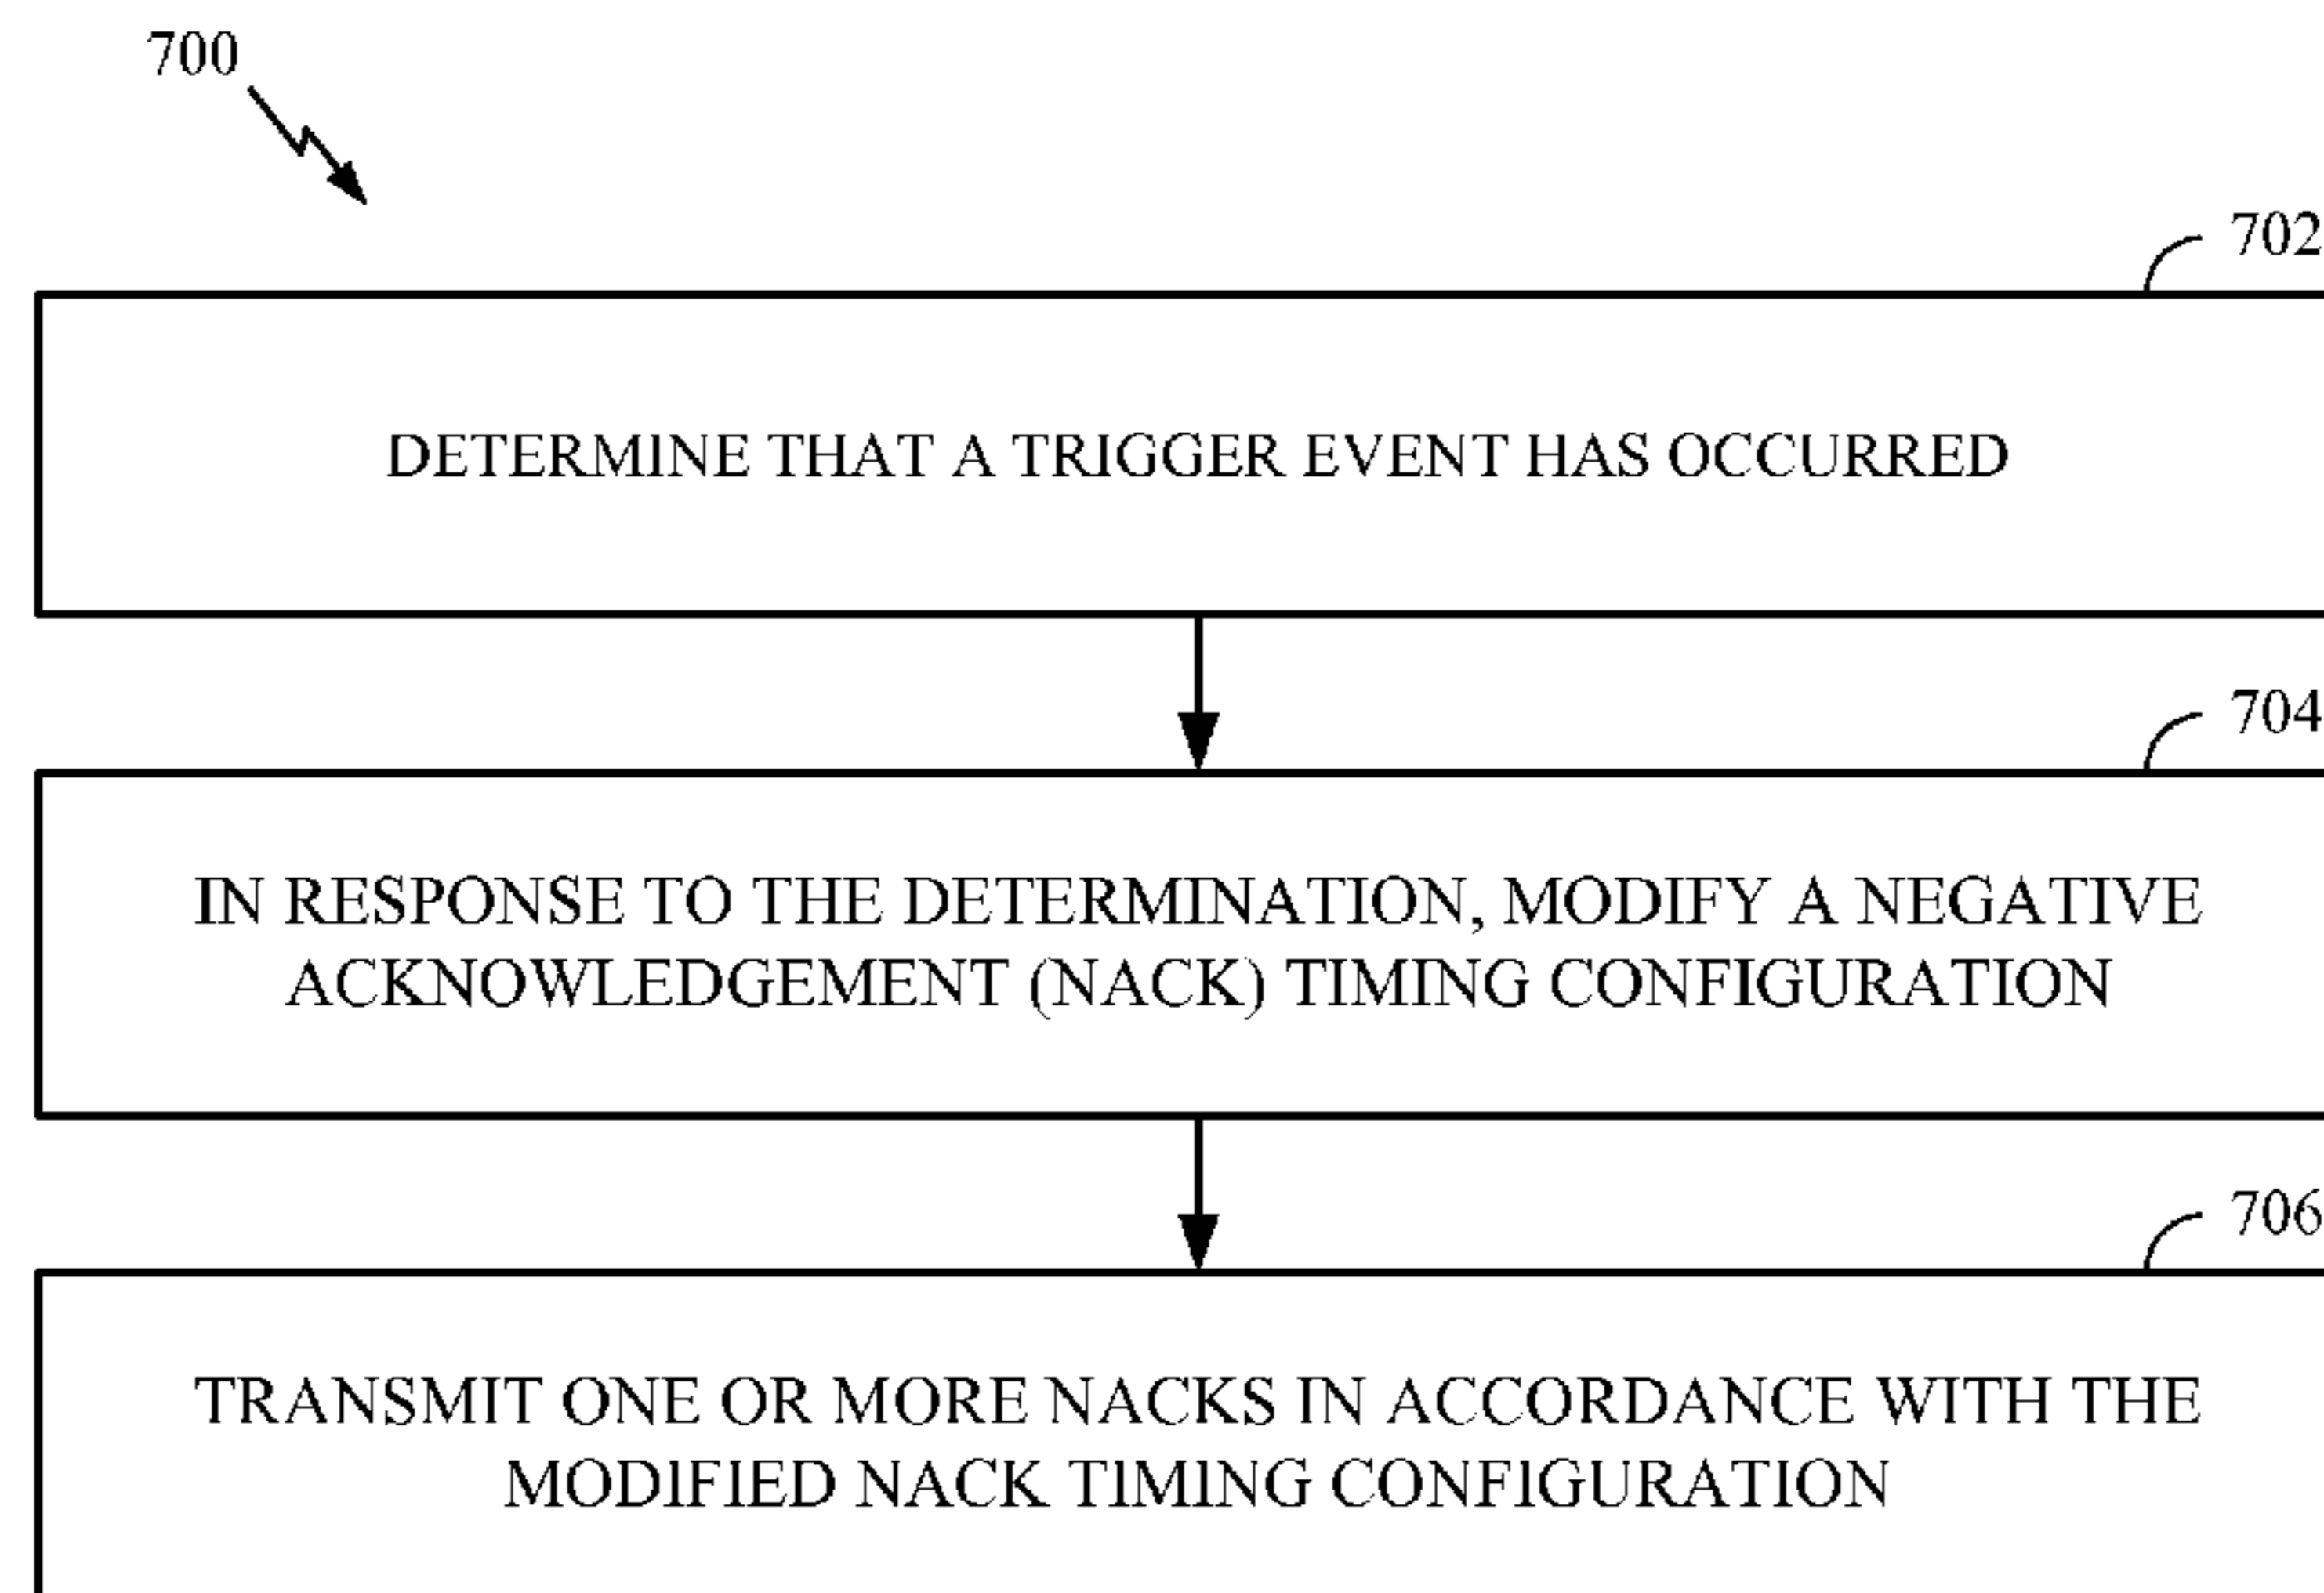 700
702
DETERMINE THAT A TRIGGER EVENT HAS OCCURRED
704
IN RESPONSE TO THE DETERMINATION, MODIFY A NEGATIVE
ACKNOWLEDGEMENT (NACK) TIMING CONFIGURATION
706
TRANSMIT ONE OR MORE NACKS IN ACCORDANCE WITH THE
MODIFIED NACK TIMING CONFIGURATION